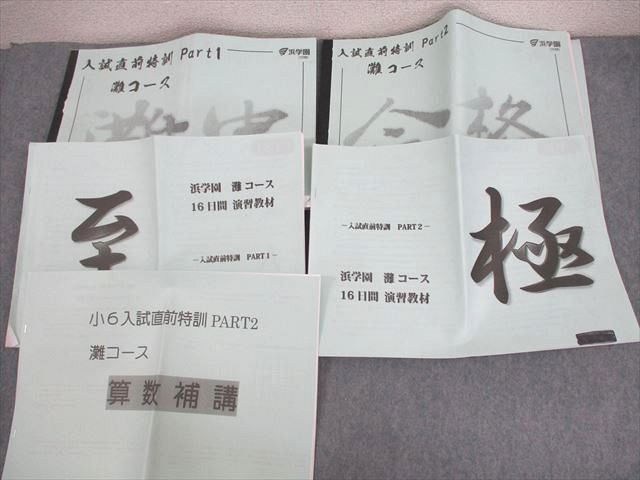 入試直前特訓 Part1
灘コース
浜学園
入試直前特訓 Part2
灘コース
浜学園
合格
至
浜学園 灘コース
16日間 演習教材
−入試直前特訓 PART1−
−入試直前特訓 PART2−
浜学園 灘コース
16日間 演習教材
極
小6入試直前特訓 PART2
灘コース
算数補講